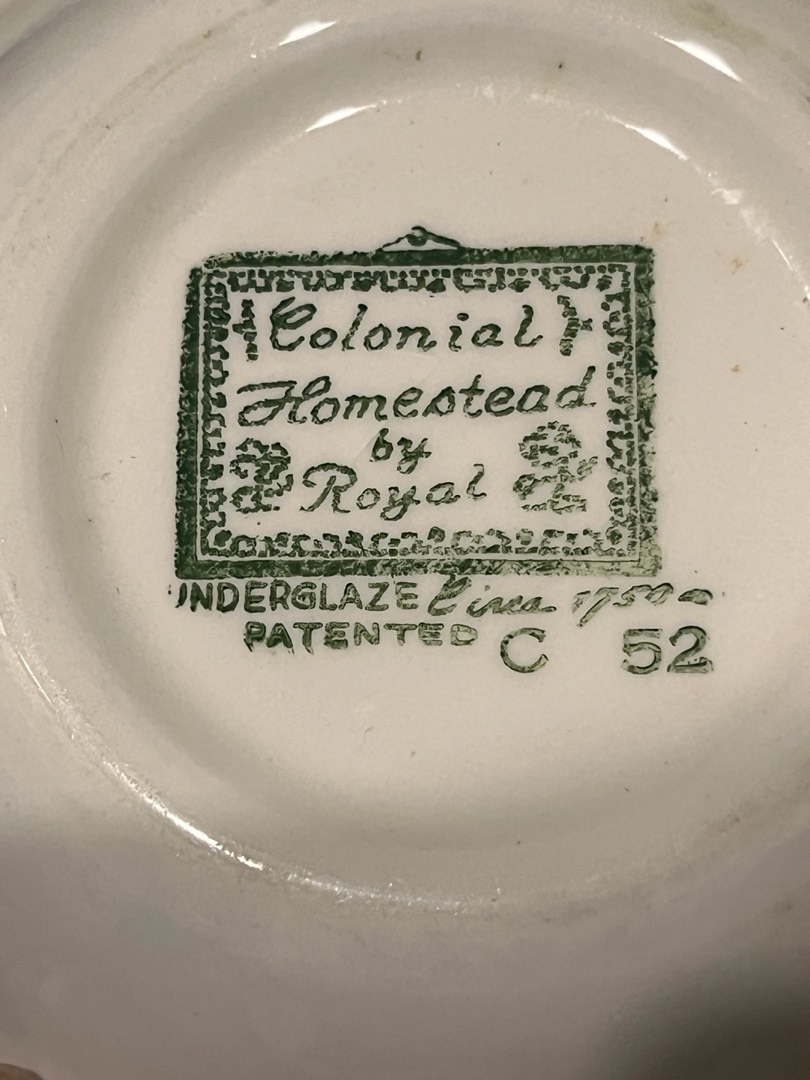 Colonial
Homestead
by
Royal
UNDERGLAZE Circa 1750 -
PATENTED C 52